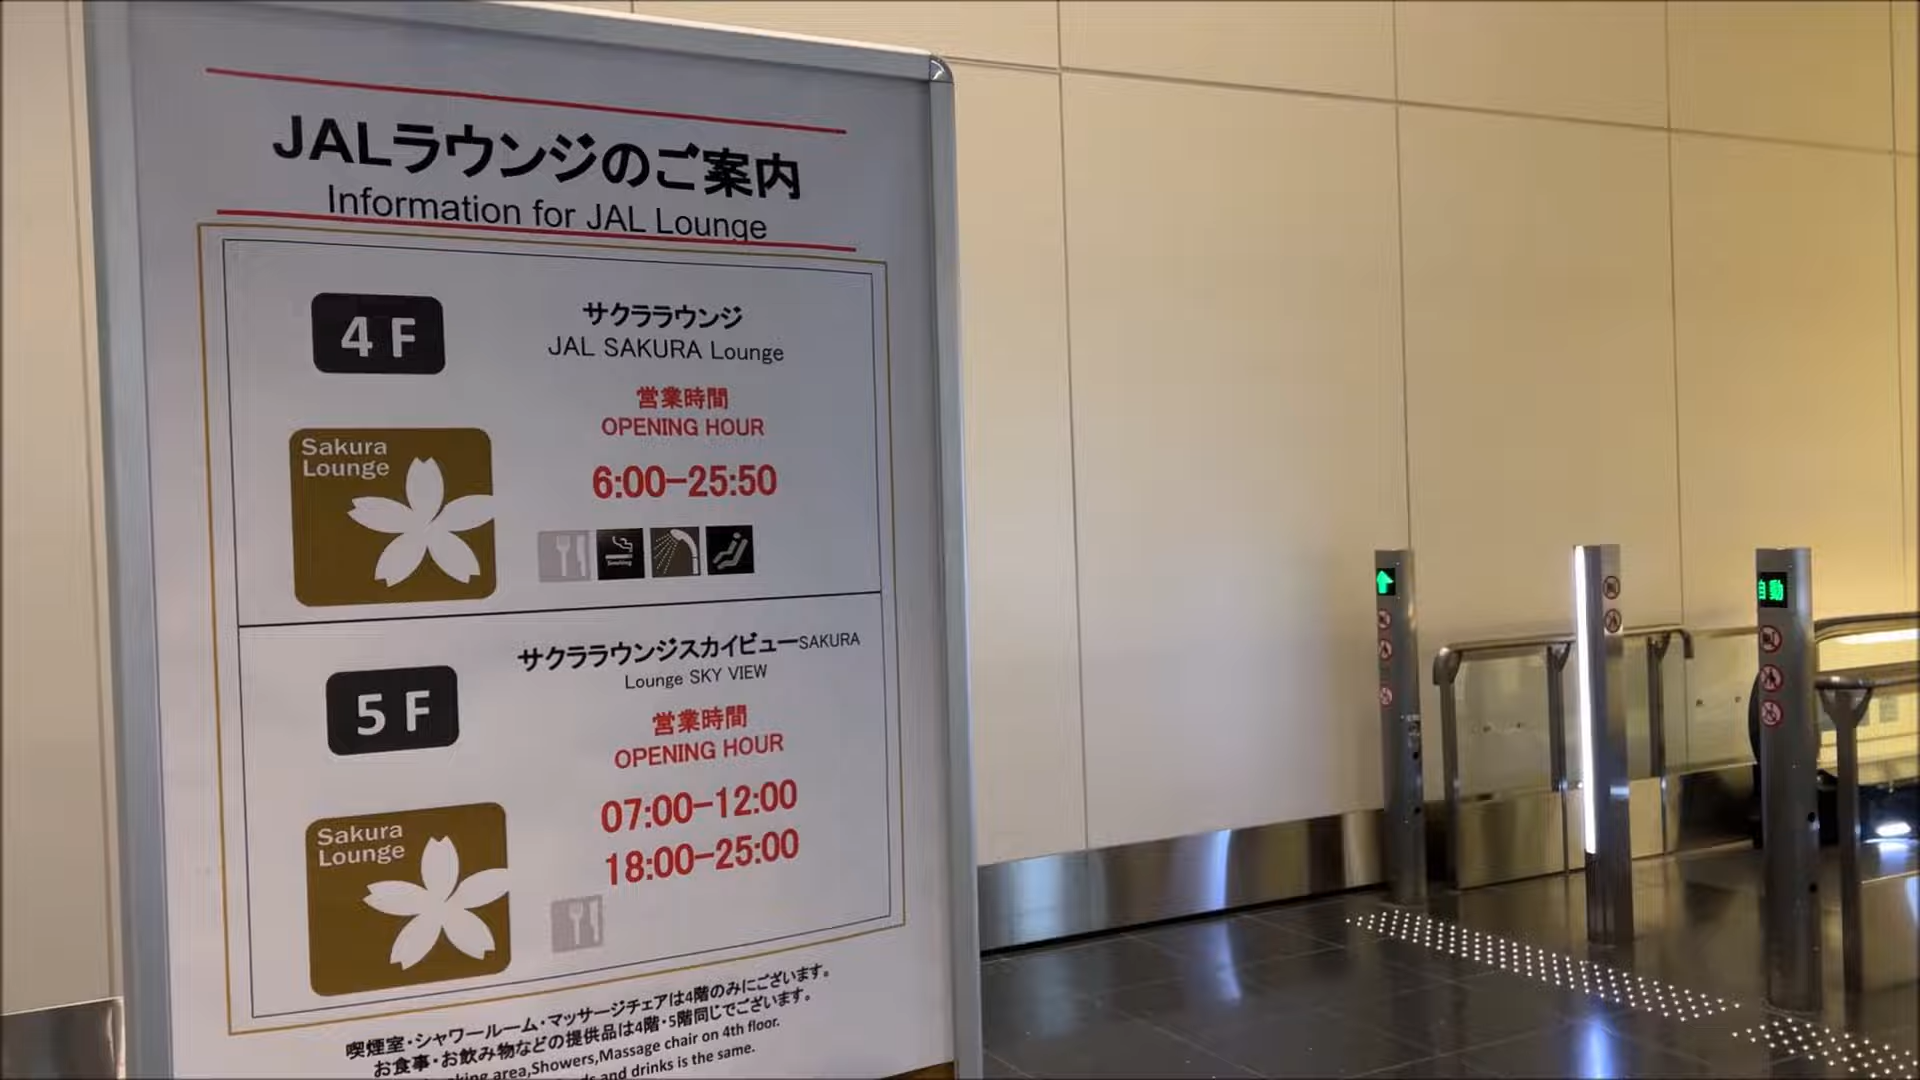 JALラウンジのご案内
Information for JAL Lounge
4F
サクララウンジ
JAL SAKURA Lounge
営業時間
OPENING HOUR
6:00-25:50
Sakura
Lounge
Smoking
5F
サクララウンジスカイビューSAKURA
Lounge SKY VIEW
営業時間
OPENING HOUR
07:00-12:00
18:00-25:00
Sakura
Lounge
喫煙室・シャワールーム・マッサージチェアは4階のみにございます。
お食事・お飲み物などの提供品は4階・5階同じでございます。
area,Showers,Massage chair on 4th floor.
and drinks is the same.
自動